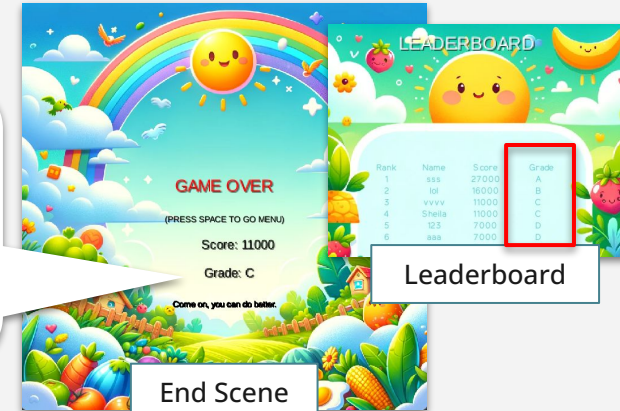 GAME OVER
(PRESS SPACE TO GO MENU)
Score: 11000
Grade: C
Come on, you can do better.
End Scene
LEADERBOARD
Rank Name Score Grade
1 sss 27000 A
2 lol 16000 B
3 vvvv 11000 C
4 Sheila 11000 C
5 123 7000 D
6 aaa 7000 D
Leaderboard